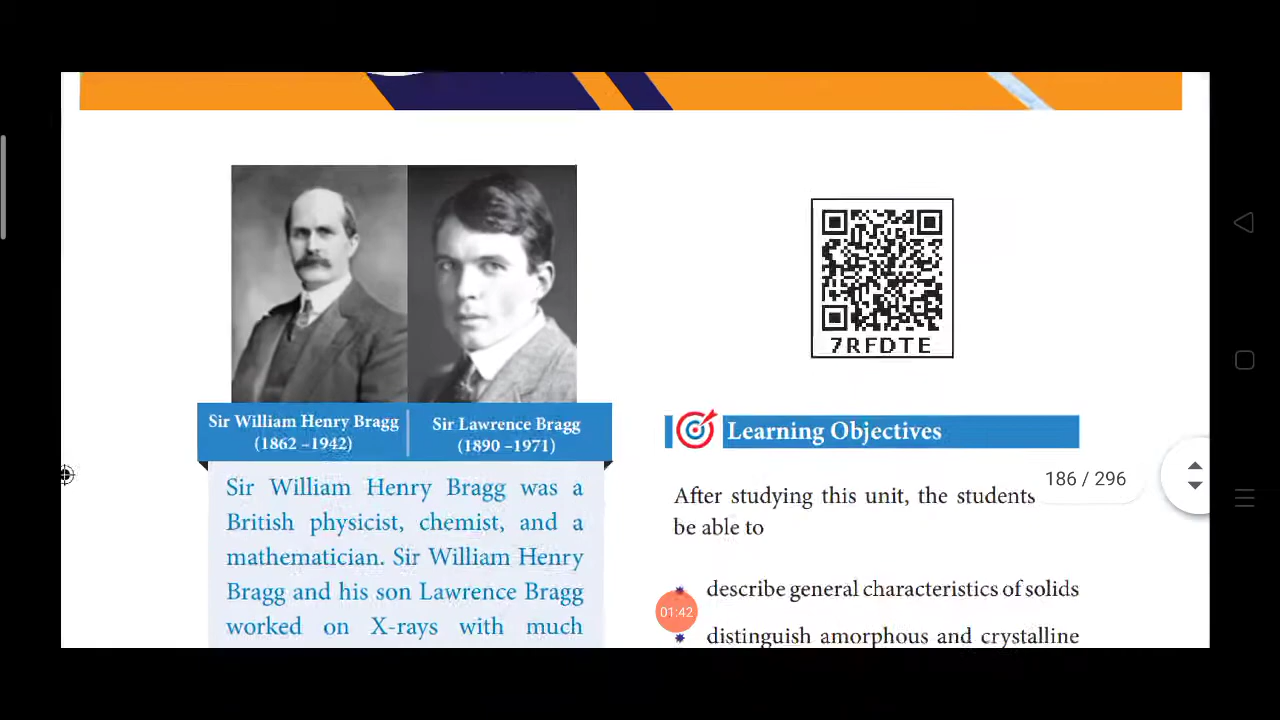 Sir William Henry Bragg
(1862 –1942)
Sir Lawrence Bragg
(1890 –1971)
Sir William Henry Bragg was a
British physicist, chemist, and a
mathematician. Sir William Henry
Bragg and his son Lawrence Bragg
worked on X-rays with much
7RFDTE
Learning Objectives
After studying this unit, the students
be able to
describe general characteristics of solids
distinguish amorphous and crystalline
186 / 296
01:42